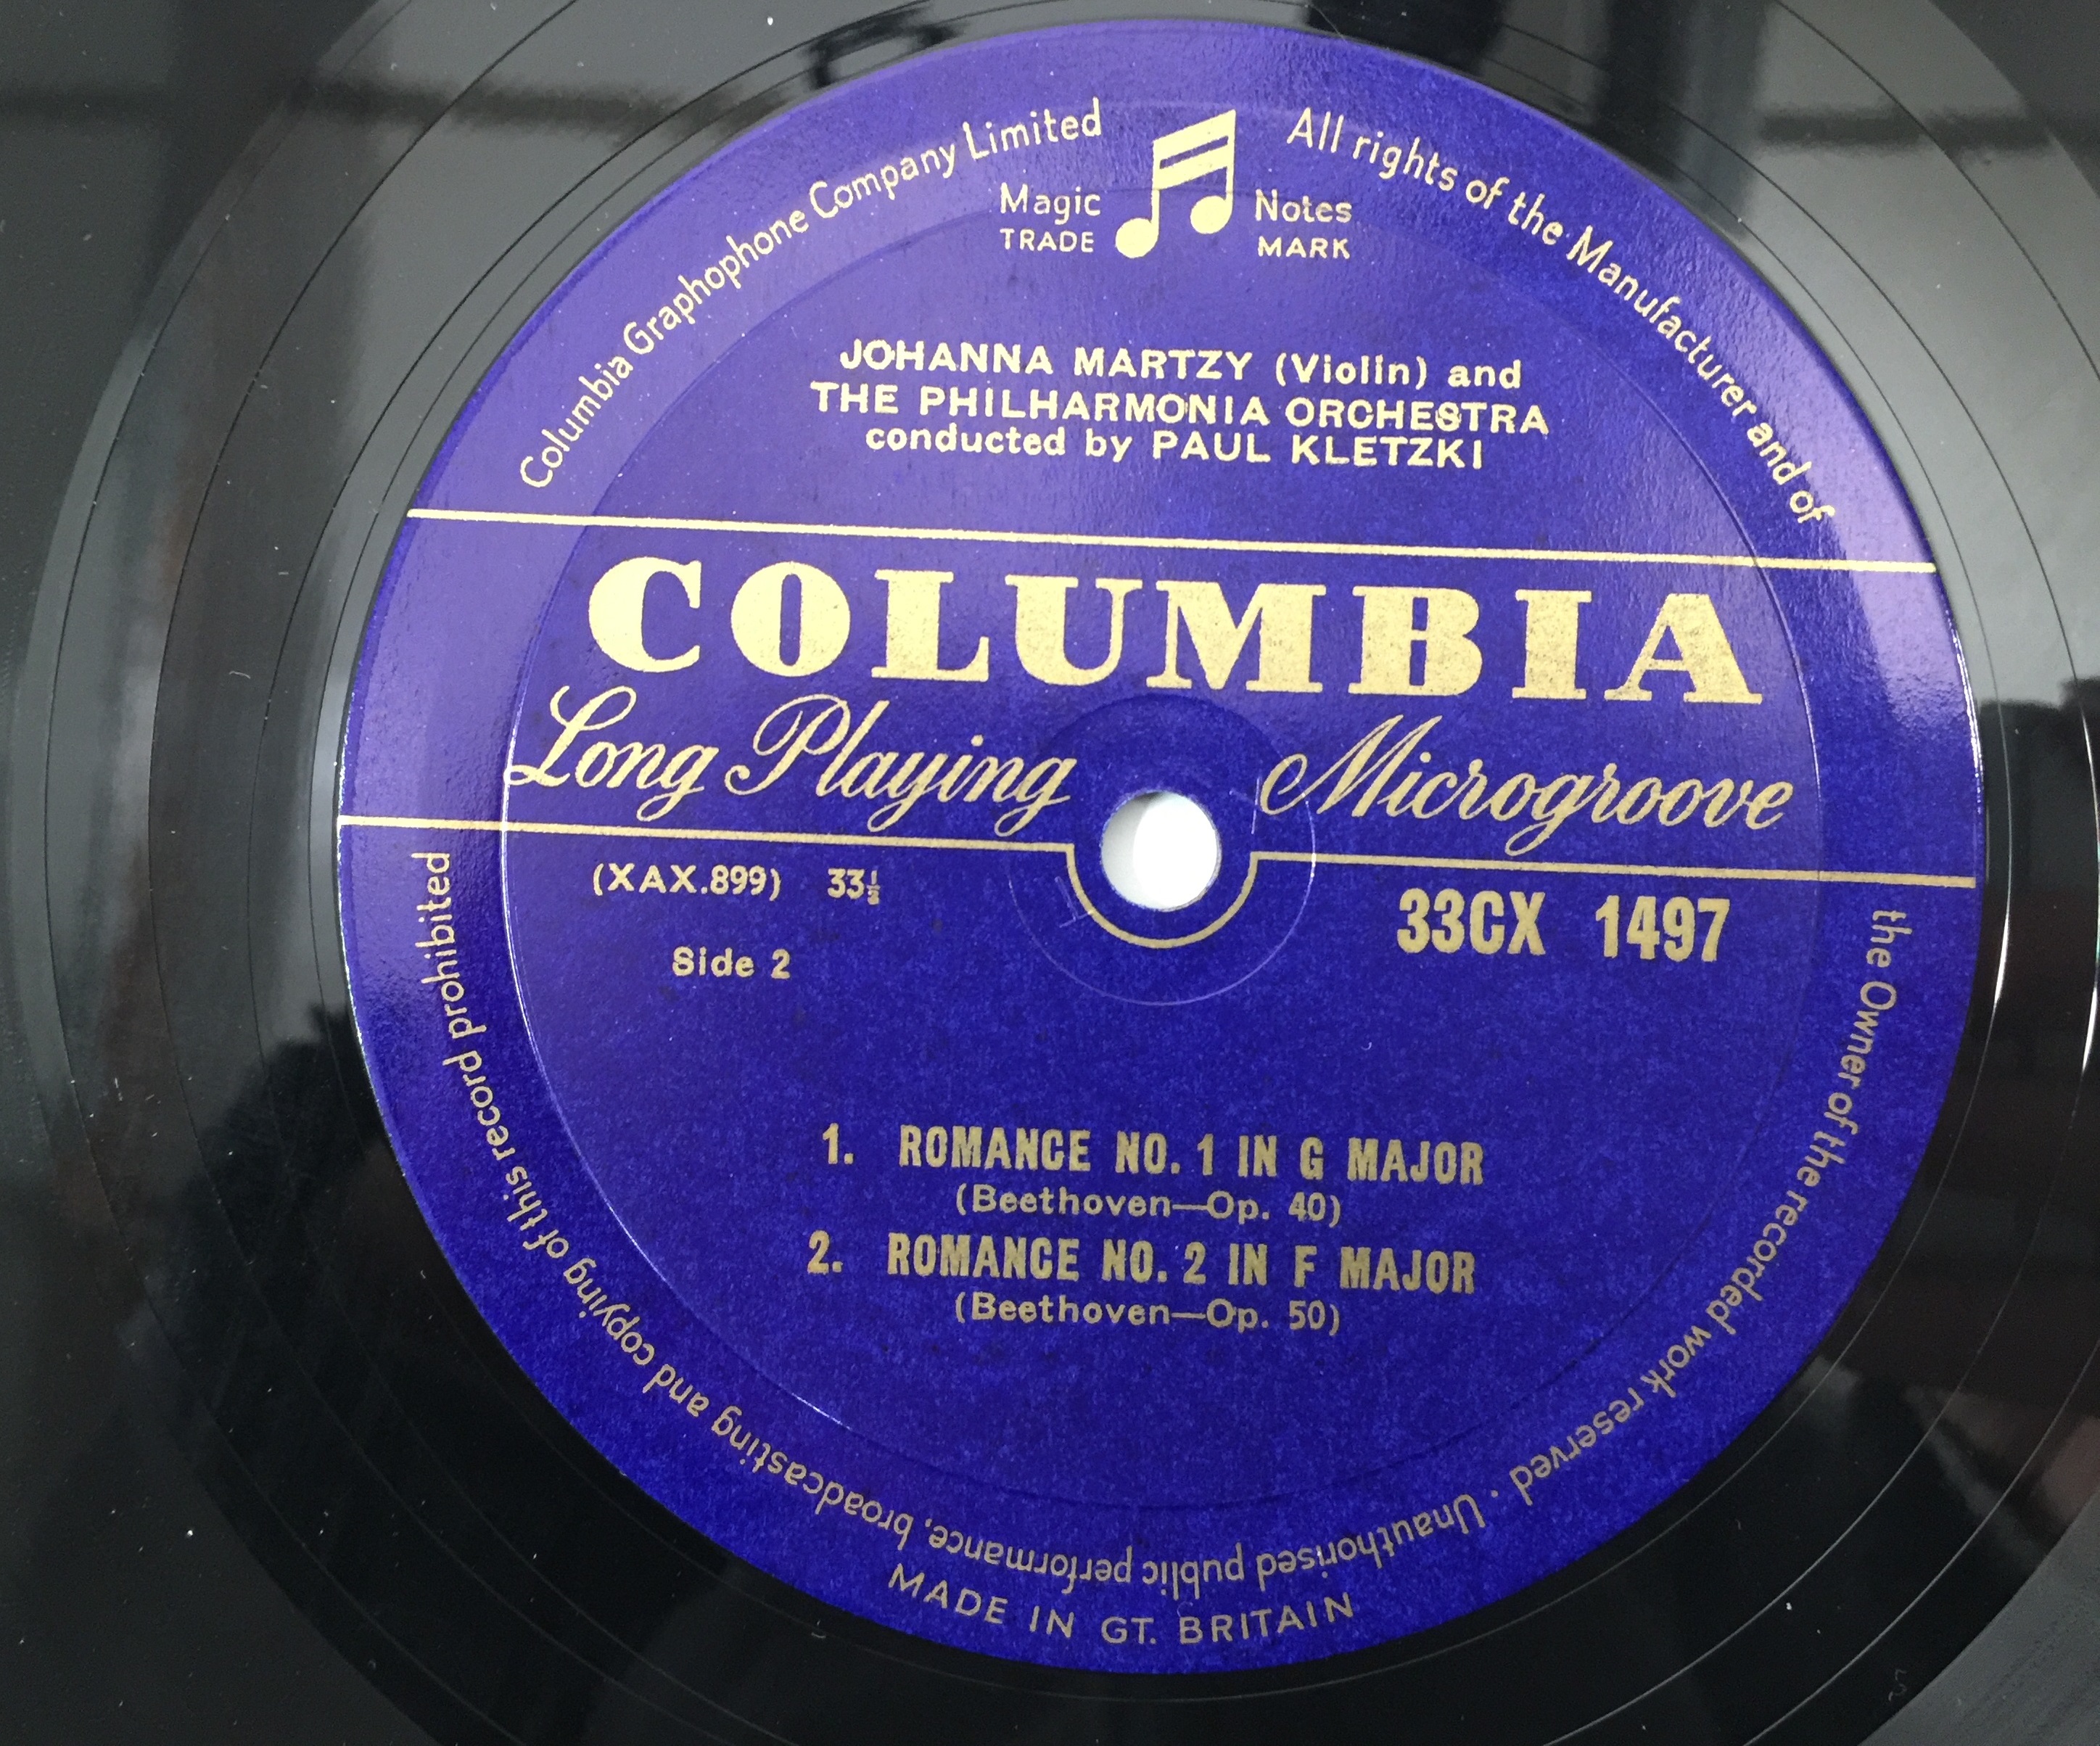 Columbia Graphophone Company Limited
All rights of the Manufacturer and of the Owner of the recorded work reserved · Unauthorised public performance, broadcasting and copying of this record prohibited
Magic Notes
TRADE MARK
JOHANNA MARTZY (Violin) and
THE PHILHARMONIA ORCHESTRA
conducted by PAUL KLETZKI
COLUMBIA
Long Playing Microgroove
(XAX.899) 33⅓
33CX 1497
Side 2
1. ROMANCE NO. 1 IN G MAJOR
(Beethoven—Op. 40)
2. ROMANCE NO. 2 IN F MAJOR
(Beethoven—Op. 50)
MADE IN GT. BRITAIN